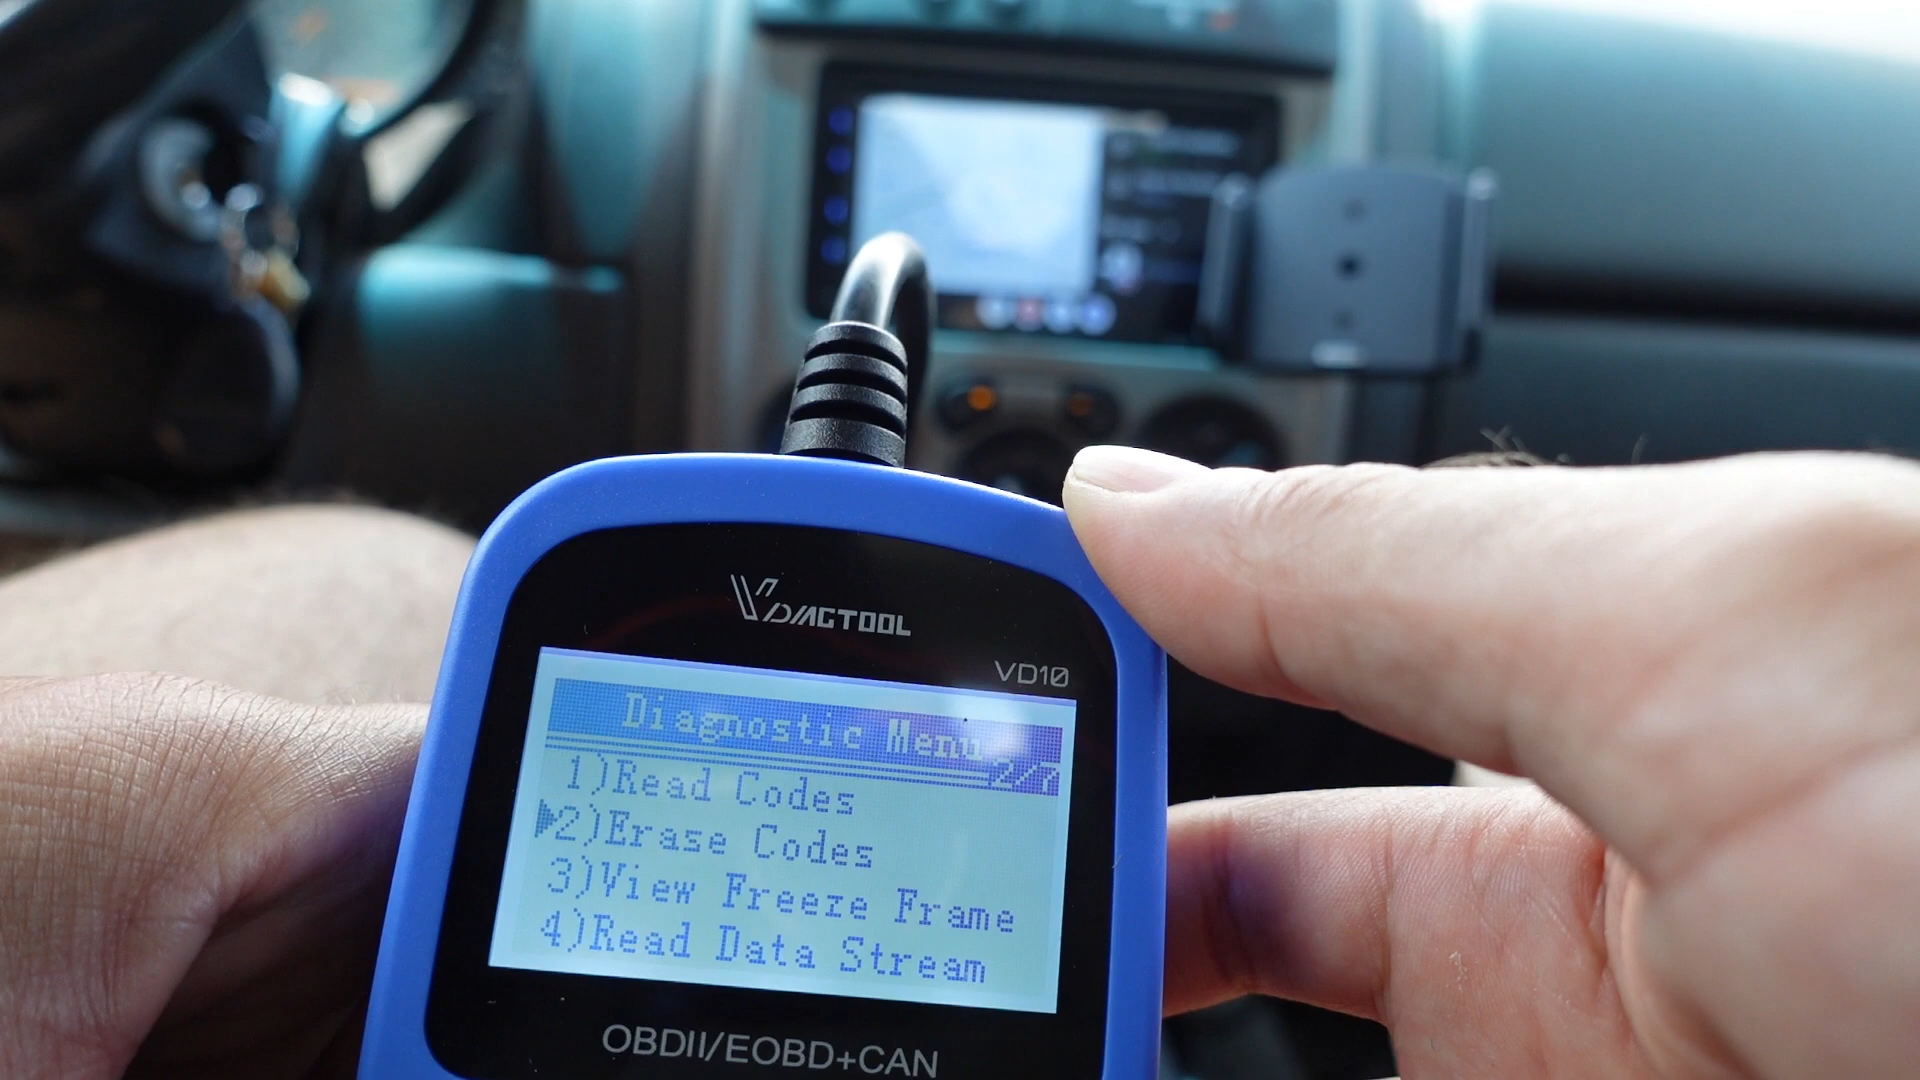 VDIAGTOOL
VD10
Diagnostic Menu
1)Read Codes
2)Erase Codes
3)View Freeze Frame
4)Read Data Stream
OBDII/EOBD+CAN